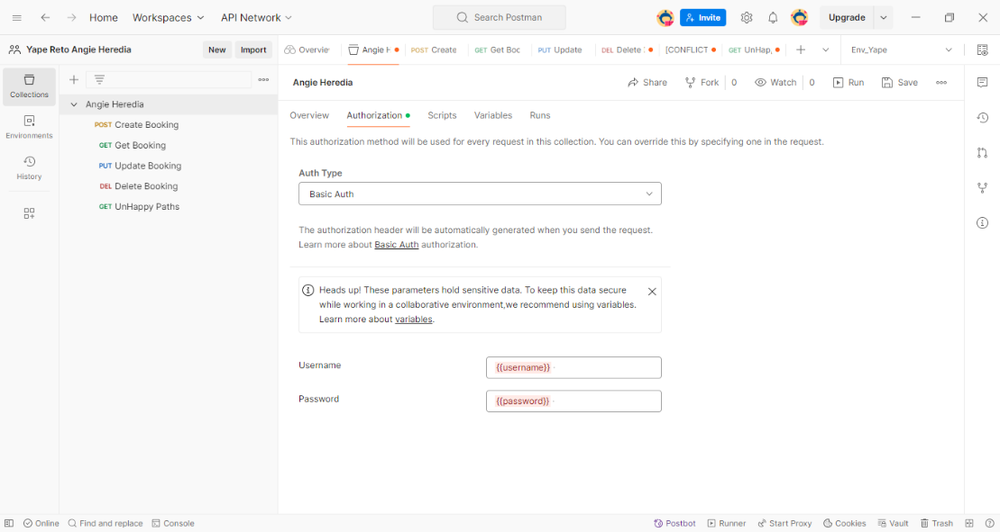 Home Workspaces API Network Search Postman Invite Upgrade
Yape Reto Angie Heredia New Import Overview Angie H POST Create GET Get Boc PUT Update DEL Delete [CONFLICT GET UnHap, Env_Yape
Collections
Environments
History
Angie Heredia
POST Create Booking
GET Get Booking
PUT Update Booking
DEL Delete Booking
GET UnHappy Paths
Angie Heredia Share Fork 0 Watch 0 Run Save
Overview Authorization Scripts Variables Runs
This authorization method will be used for every request in this collection. You can override this by specifying one in the request.
Auth Type
Basic Auth
The authorization header will be automatically generated when you send the request.
Learn more about Basic Auth authorization.
Heads up! These parameters hold sensitive data. To keep this data secure
while working in a collaborative environment,we recommend using variables.
Learn more about variables.
Username {{username}}
Password {{password}}
Online Find and replace Console Postbot Runner Start Proxy Cookies Vault Trash